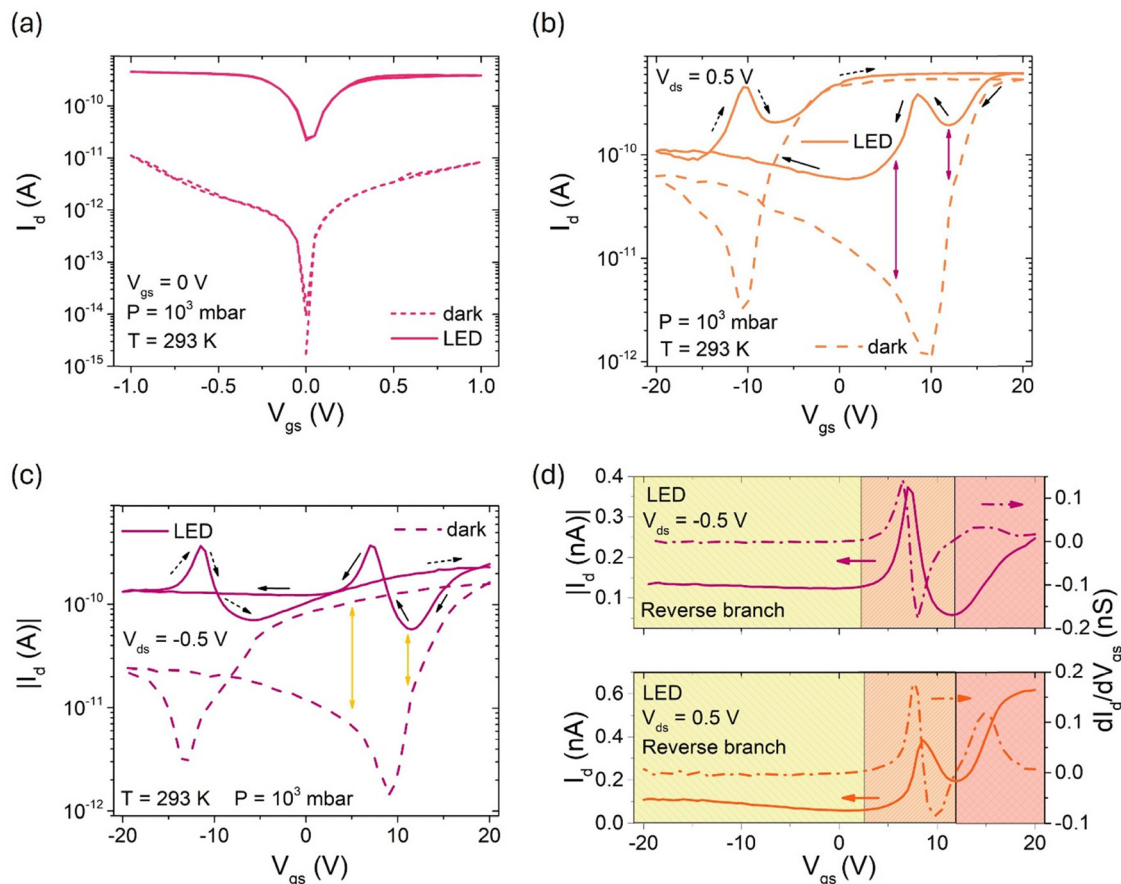 (a)
10⁻¹⁰
10⁻¹¹
10⁻¹²
10⁻¹³
10⁻¹⁴
10⁻¹⁵
I_d (A)
V_gs = 0 V
P = 10³ mbar
T = 293 K
dark
LED
-1.0 -0.5 0.0 0.5 1.0
V_gs (V)
(b)
V_ds = 0.5 V
LED
10⁻¹⁰
10⁻¹¹
10⁻¹²
I_d (A)
P = 10³ mbar
T = 293 K
dark
-20 -10 0 10 20
V_gs (V)
(c)
LED
dark
10⁻¹⁰
10⁻¹¹
10⁻¹²
|I_d (A)|
V_ds = -0.5 V
T = 293 K P = 10³ mbar
-20 -10 0 10 20
V_gs (V)
(d)
0.4
0.3
0.2
0.1
|I_d (nA)|
LED
V_ds = -0.5 V
Reverse branch
0.1
0.0
-0.1
-0.2
0.6
0.4
0.2
0.0
I_d (nA)
LED
V_ds = 0.5 V
Reverse branch
0.2
0.1
0.0
-0.1
dI_d/dV_gs (nS)
-20 -10 0 10 20
V_gs (V)